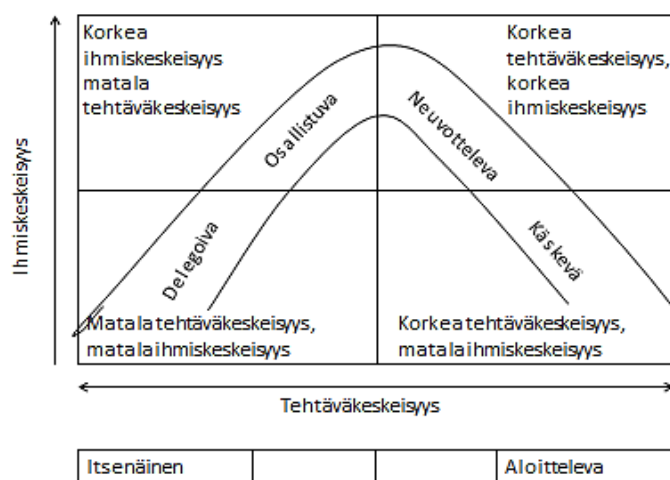 Korkea
ihmiskeskeisyys
matala
tehtäväkeskeisyys
Korkea
tehtäväkeskeisyys,
korkea
ihmiskeskeisyys
Osallistuva
Neuvotteleva
Ihmiskeskeisyys
Delegoiva
Käskevä
Matala tehtäväkeskeisyys,
matala ihmiskeskeisyys
Korkea tehtäväkeskeisyys,
matala ihmiskeskeisyys
Tehtäväkeskeisyys
Itsenäinen
Aloitteleva